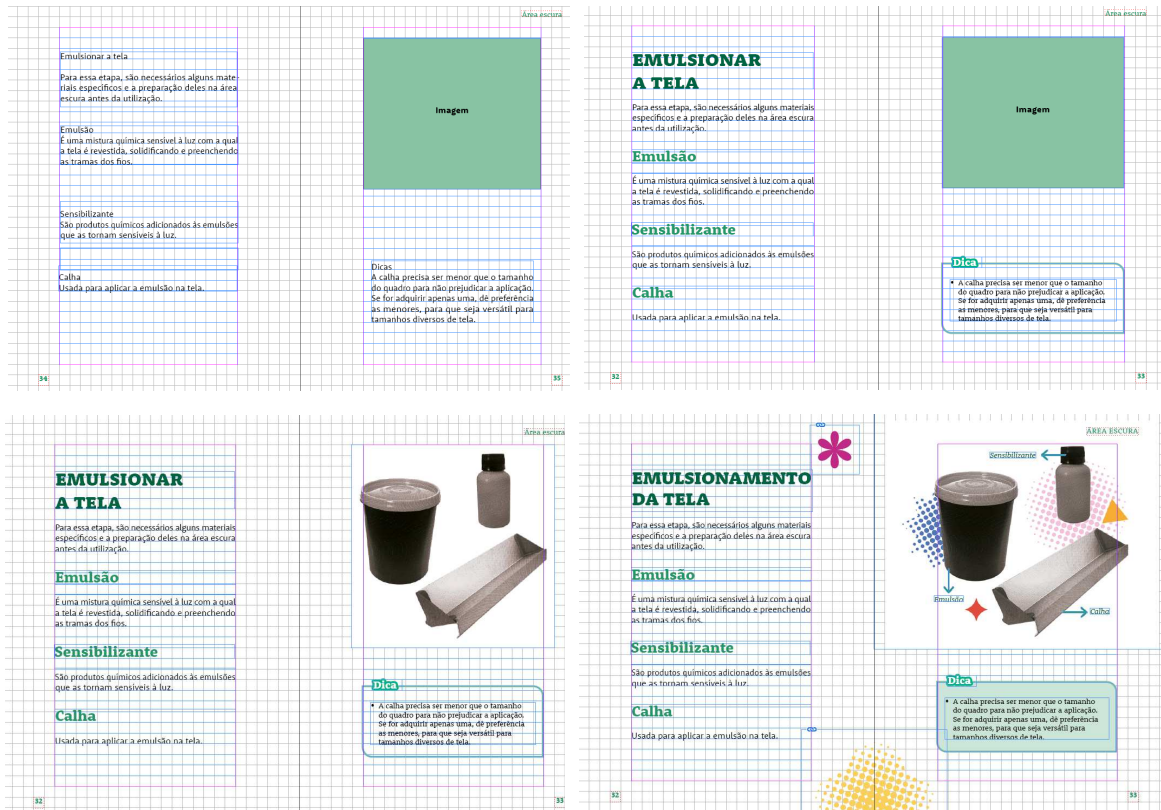 Área escura
Emulsionar a tela
Para essa etapa, são necessários alguns mate-
riais específicos e a preparação deles na área
escura antes da utilização.
Emulsão
É uma mistura química sensível à luz com a qual
a tela é revestida, solidificando e preenchendo
as tramas dos fios.
Sensibilizante
São produtos químicos adicionados às emulsões
que as tornam sensíveis à luz.
Calha
Usada para aplicar a emulsão na tela.
Imagem
Dicas
A calha precisa ser menor que o tamanho
do quadro para não prejudicar a aplicação.
Se for adquirir apenas uma, dê preferência
as menores, para que seja versátil para
tamanhos diversos de tela.
34
35
Área escura
EMULSIONAR
A TELA
Para essa etapa, são necessários alguns materiais
específicos e a preparação deles na área escura
antes da utilização.
Emulsão
É uma mistura química sensível à luz com a qual
a tela é revestida, solidificando e preenchendo
as tramas dos fios.
Sensibilizante
São produtos químicos adicionados às emulsões
que as tornam sensíveis à luz.
Calha
Usada para aplicar a emulsão na tela.
Imagem
Dica
• A calha precisa ser menor que o tamanho
do quadro para não prejudicar a aplicação.
Se for adquirir apenas uma, dê preferência
as menores, para que seja versátil para
tamanhos diversos de tela.
32
33
Área escura
EMULSIONAR
A TELA
Para essa etapa, são necessários alguns materiais
específicos e a preparação deles na área escura
antes da utilização.
Emulsão
É uma mistura química sensível à luz com a qual
a tela é revestida, solidificando e preenchendo
as tramas dos fios.
Sensibilizante
São produtos químicos adicionados às emulsões
que as tornam sensíveis à luz.
Calha
Usada para aplicar a emulsão na tela.
Dica
• A calha precisa ser menor que o tamanho
do quadro para não prejudicar a aplicação.
Se for adquirir apenas uma, dê preferência
as menores, para que seja versátil para
tamanhos diversos de tela.
32
33
ÁREA ESCURA
EMULSIONAMENTO
DA TELA
Para essa etapa, são necessários alguns materiais
específicos e a preparação deles na área escura
antes da utilização.
Emulsão
É uma mistura química sensível à luz com a qual
a tela é revestida, solidificando e preenchendo
as tramas dos fios.
Sensibilizante
São produtos químicos adicionados às emulsões
que as tornam sensíveis à luz.
Calha
Usada para aplicar a emulsão na tela.
Sensibilizante
Emulsão
Calha
Dica
• A calha precisa ser menor que o tamanho
do quadro para não prejudicar a aplicação.
Se for adquirir apenas uma, dê preferência
as menores, para que seja versátil para
tamanhos diversos de tela.
32
33